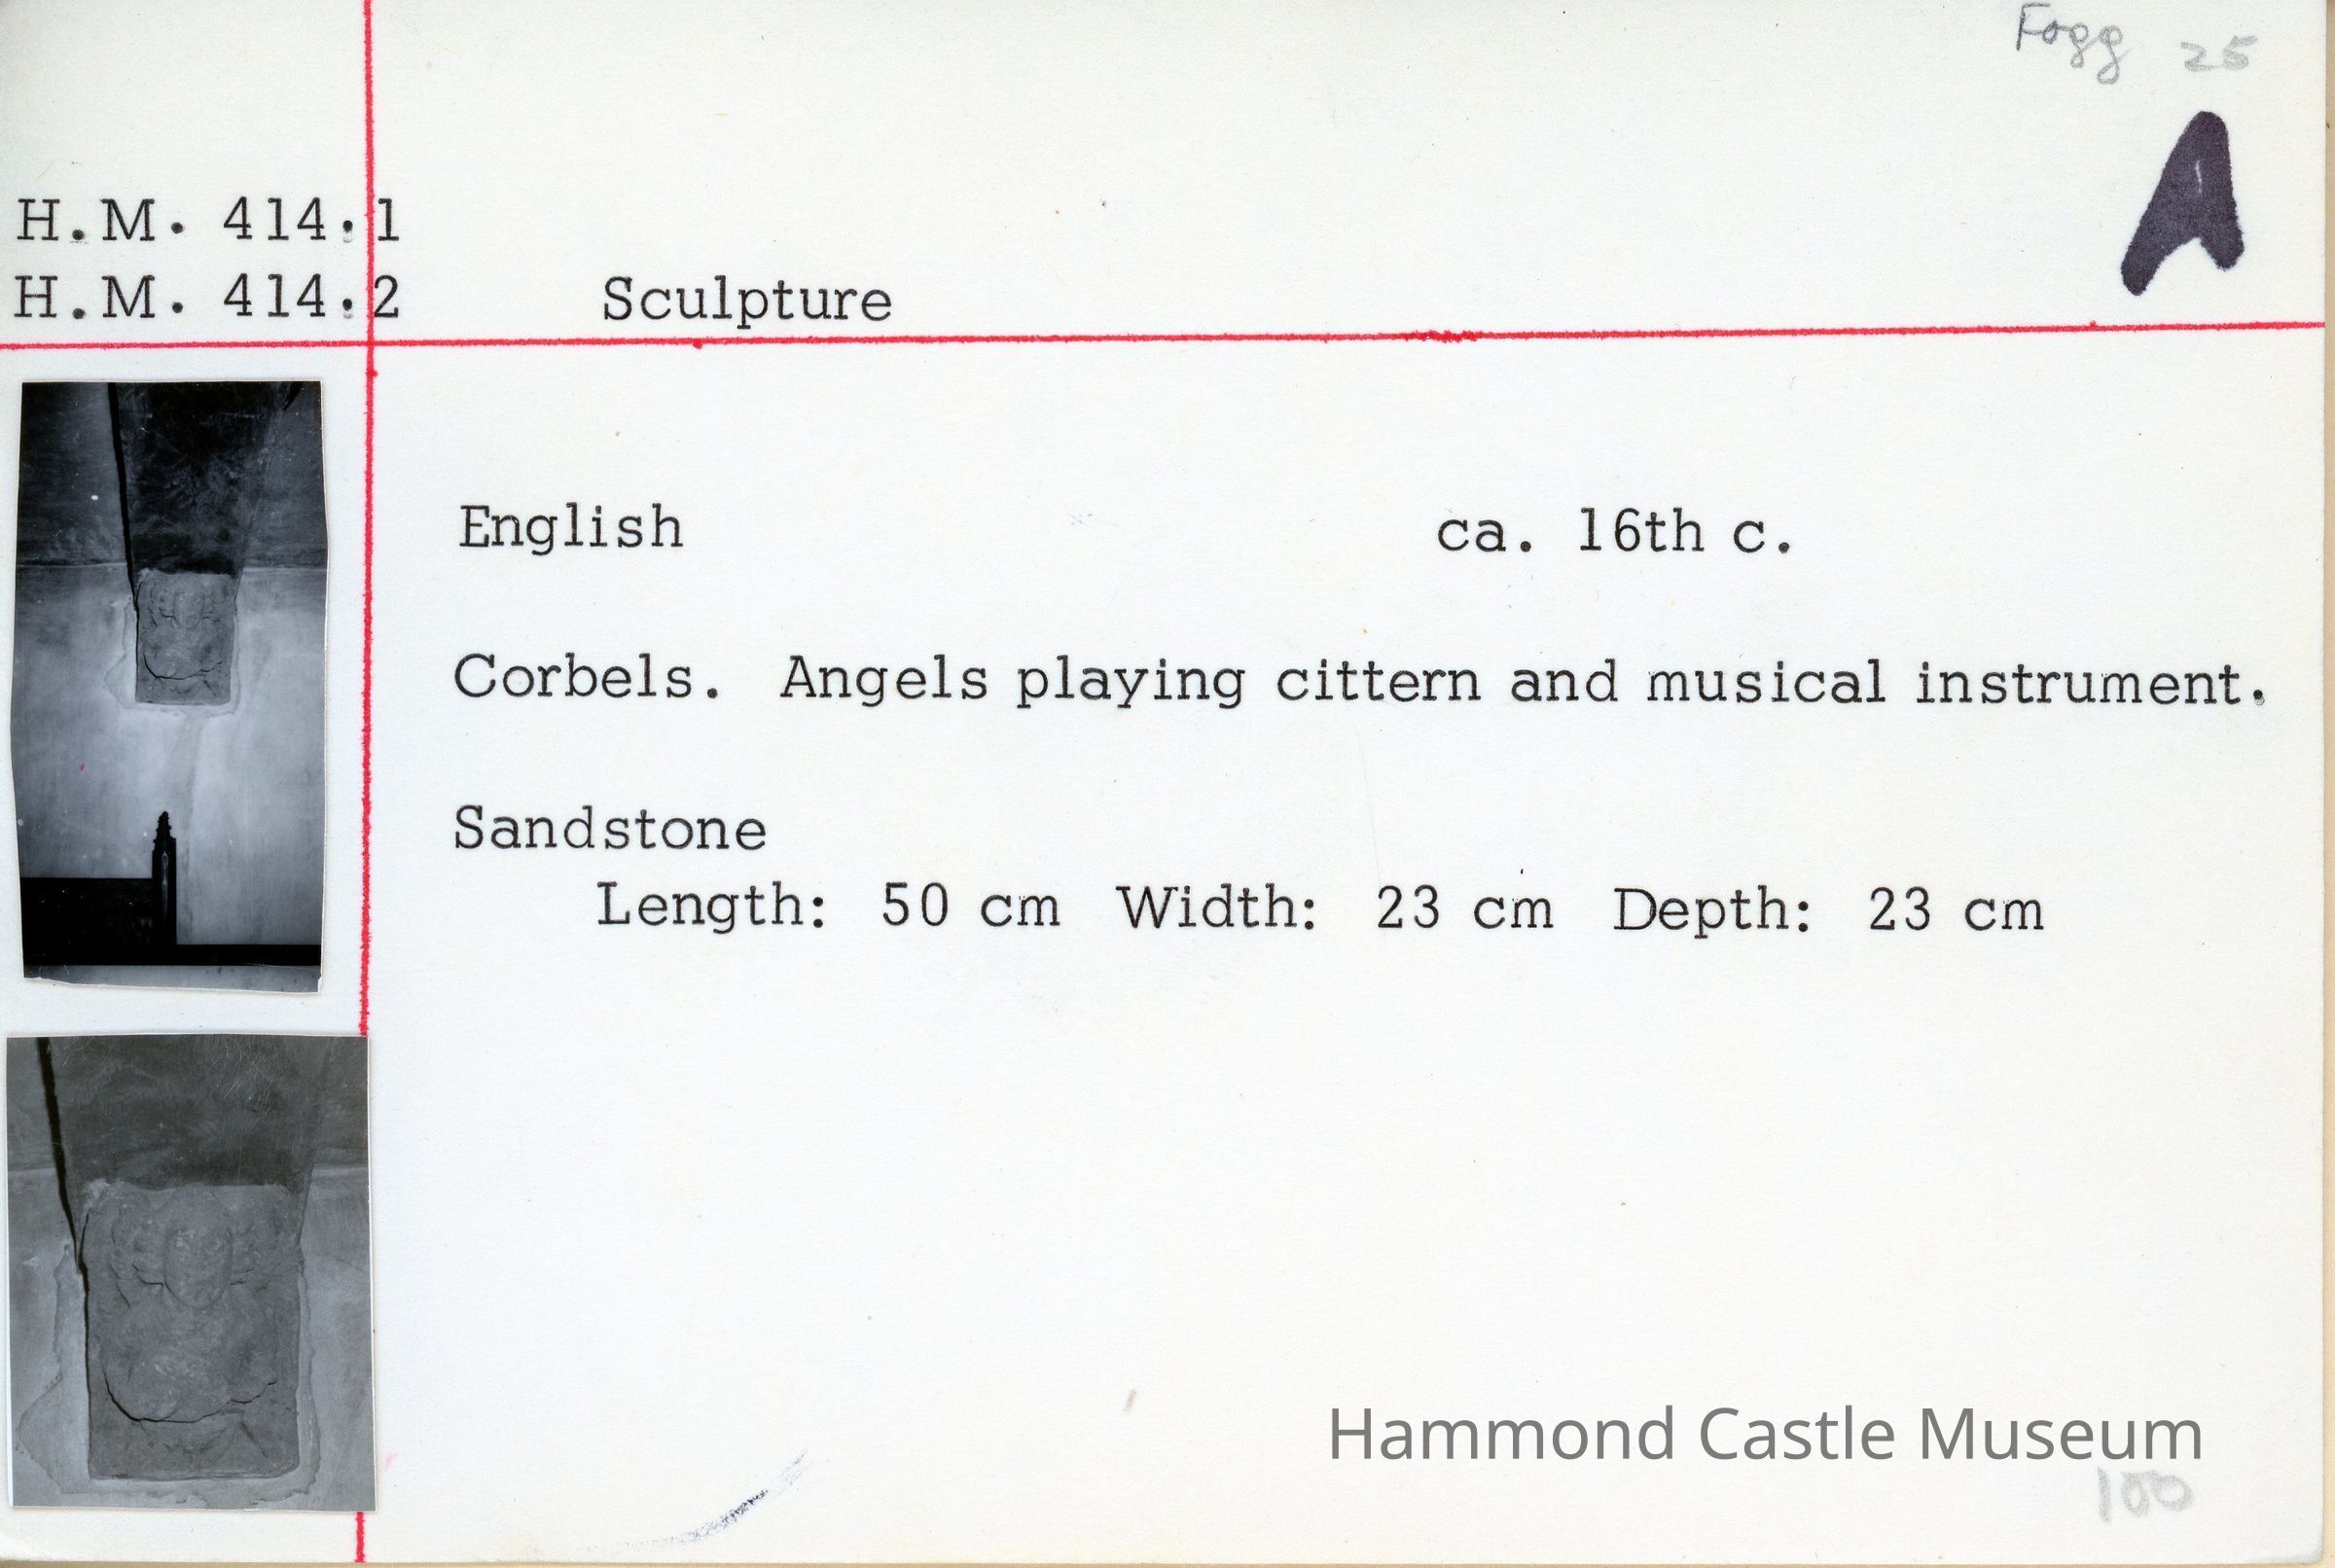 Fogg 25
A
H.M. 414.1
H.M. 414.2 Sculpture
English ca. 16th c.
Corbels. Angels playing cittern and musical instrument.
Sandstone
Length: 50 cm Width: 23 cm Depth: 23 cm
Hammond Castle Museum
100